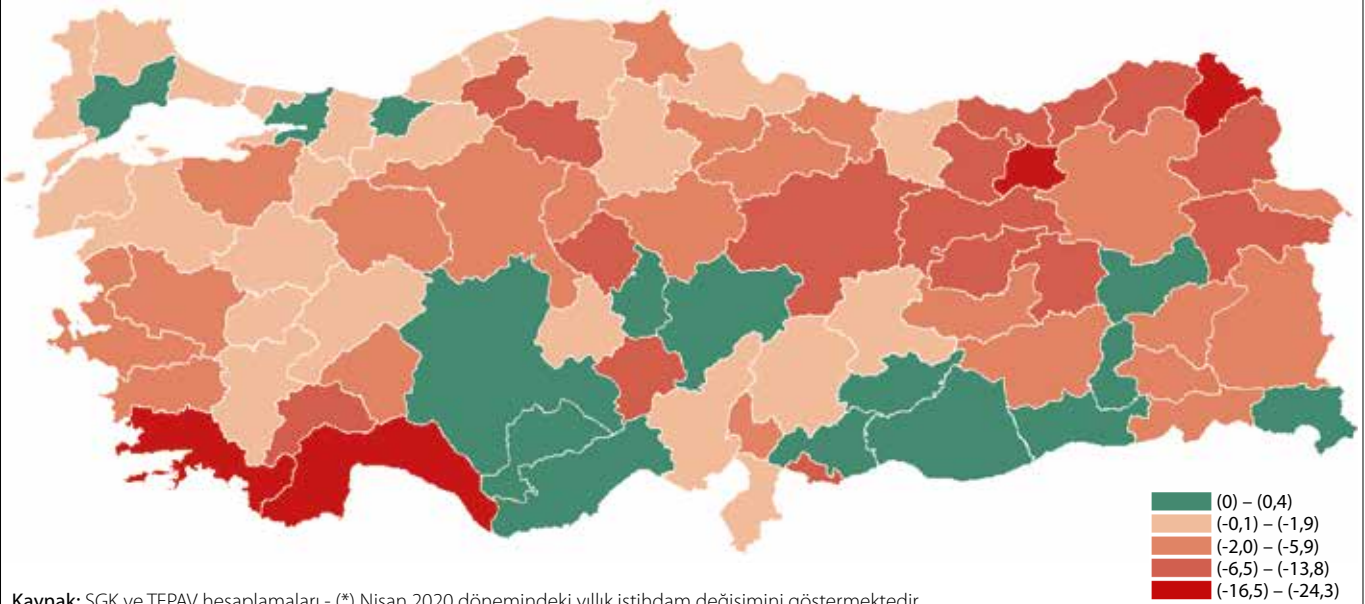 (0) – (0,4)
(-0,1) – (-1,9)
(-2,0) – (-5,9)
(-6,5) – (-13,8)
(-16,5) – (-24,3)
Kaynak: SGK ve TEPAV hesaplamaları - (*) Nisan 2020 dönemindeki yıllık istihdam değişimini göstermektedir